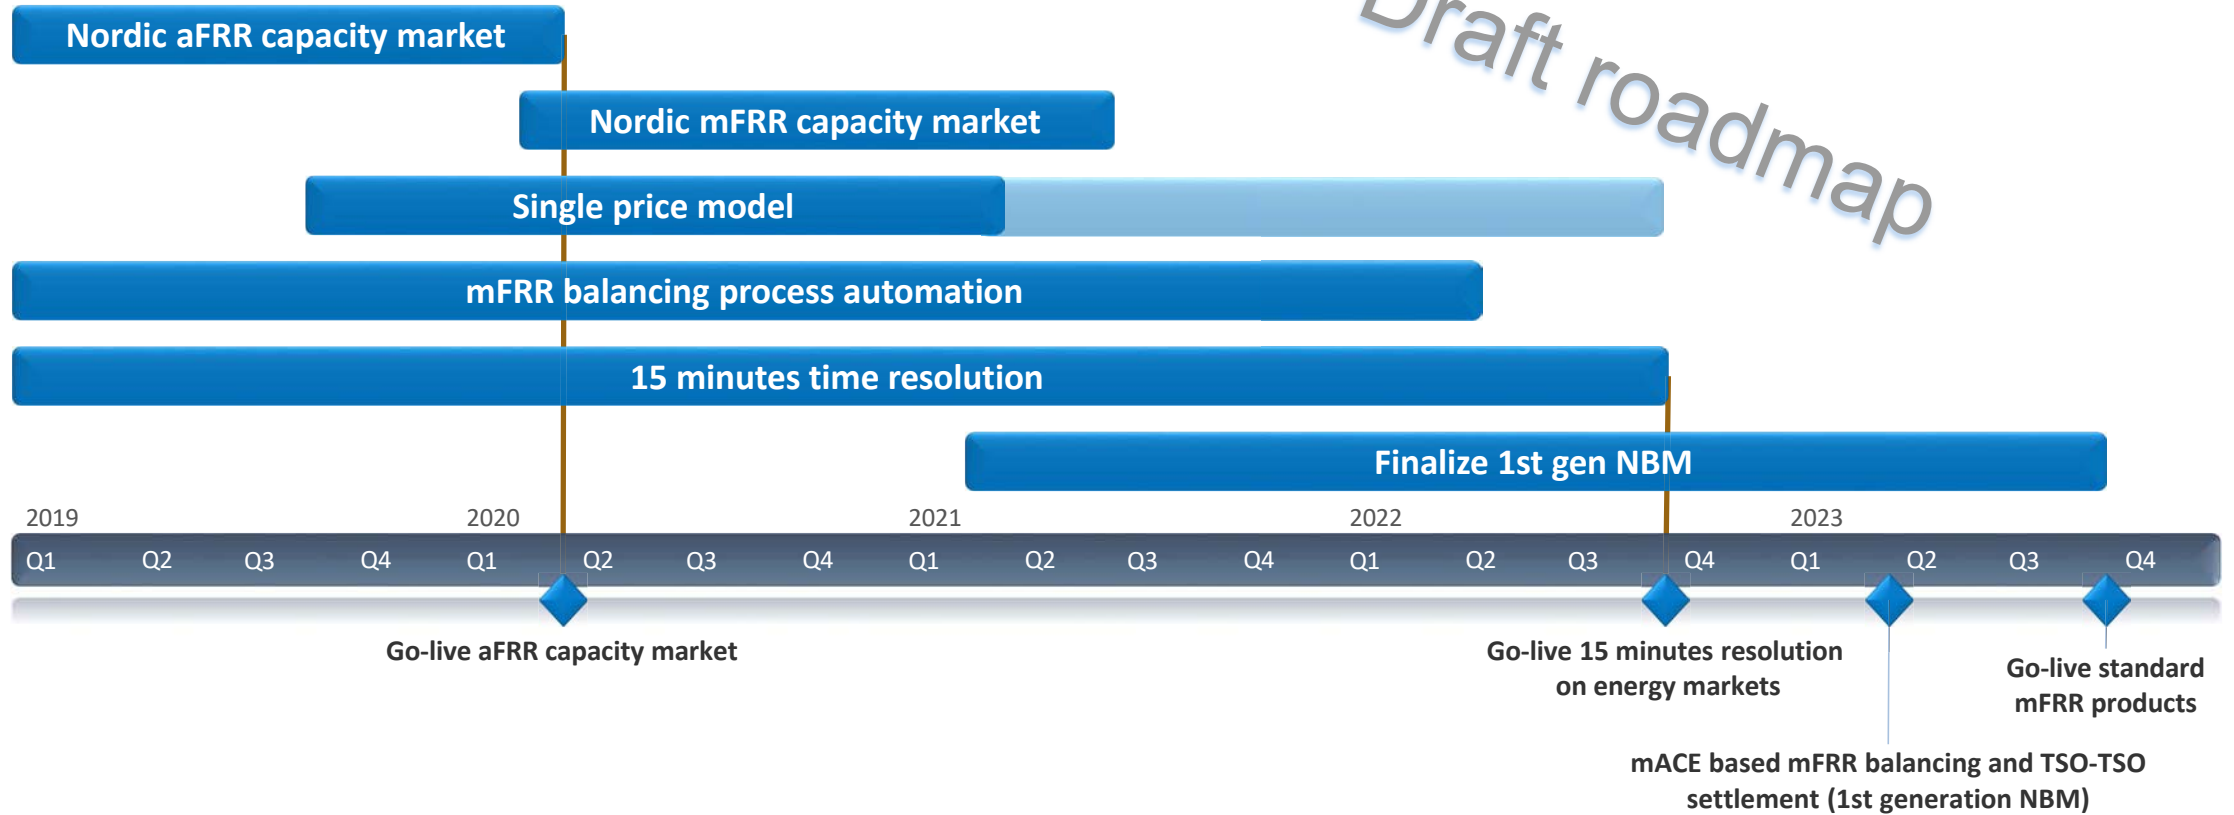 Draft roadmap
Nordic aFRR capacity market
Nordic mFRR capacity market
Single price model
mFRR balancing process automation
15 minutes time resolution
Finalize 1st gen NBM
2019 2020 2021 2022 2023
Q1 Q2 Q3 Q4 Q1 Q2 Q3 Q4 Q1 Q2 Q3 Q4 Q1 Q2 Q3 Q4 Q1 Q2 Q3 Q4
Go-live aFRR capacity market
Go-live 15 minutes resolution
on energy markets
Go-live standard
mFRR products
mACE based mFRR balancing and TSO-TSO
settlement (1st generation NBM)